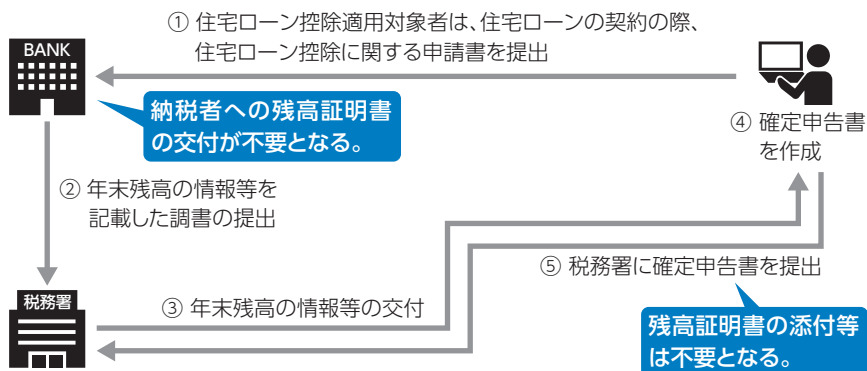 ① 住宅ローン控除適用対象者は、住宅ローンの契約の際、
住宅ローン控除に関する申請書を提出
BANK
納税者への残高証明書
の交付が不要となる。
④ 確定申告書
を作成
② 年末残高の情報等を
記載した調書の提出
⑤ 税務署に確定申告書を提出
税務署
③ 年末残高の情報等の交付
残高証明書の添付等
は不要となる。